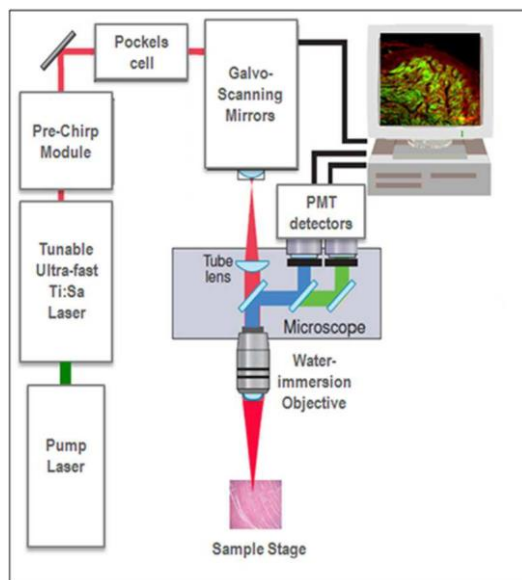 Pockels
cell
Galvo-
Scanning
Mirrors
Pre-Chirp
Module
PMT
detectors
Tunable
Ultra-fast
Ti:Sa
Laser
Tube
lens
Microscope
Water-
immersion
Objective
Pump
Laser
Sample Stage